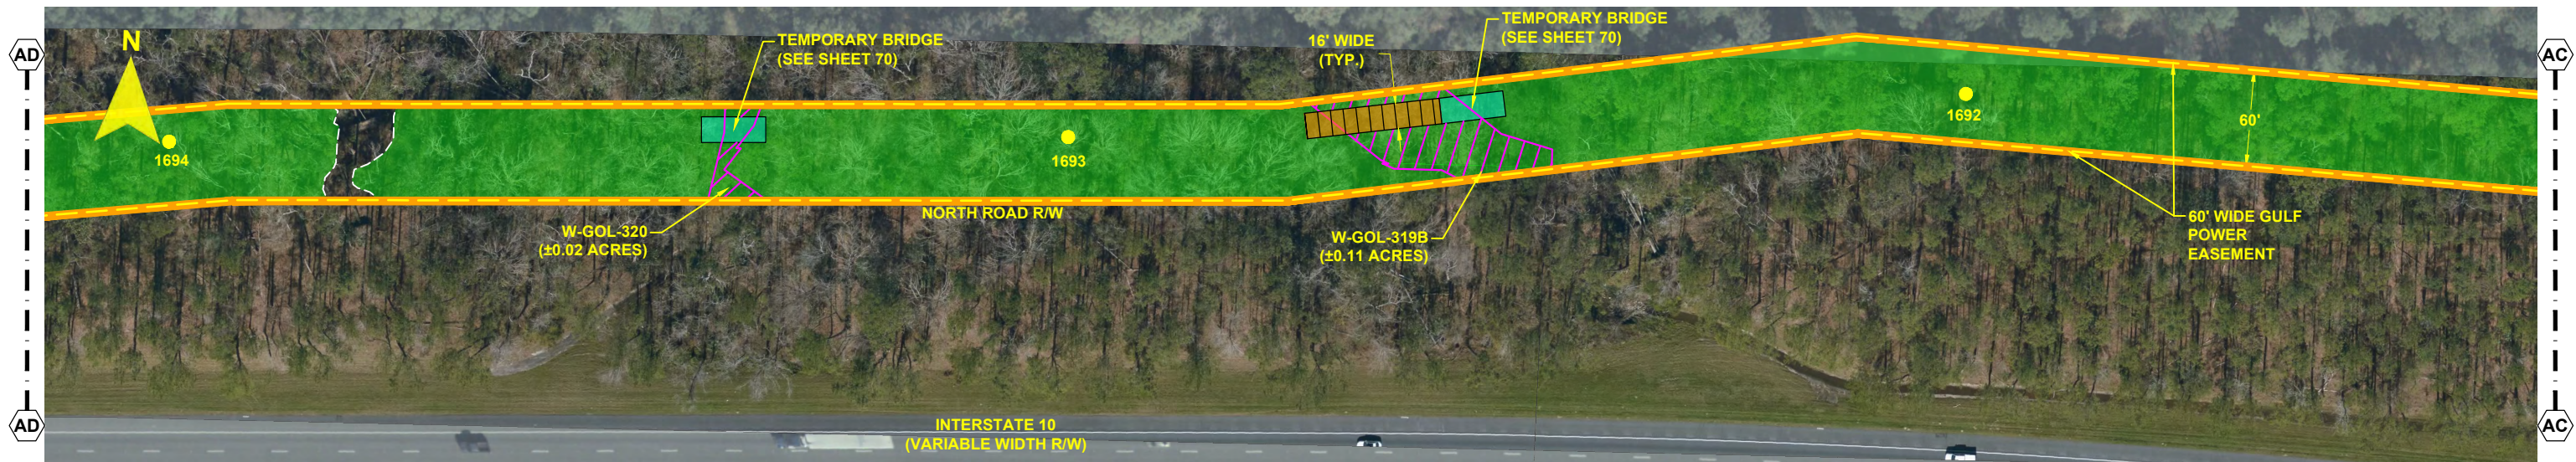 AD
N
TEMPORARY BRIDGE
(SEE SHEET 70)
16' WIDE
(TYP.)
TEMPORARY BRIDGE
(SEE SHEET 70)
AC
1694
1693
1692
60'
NORTH ROAD R/W
W-GOL-320
(±0.02 ACRES)
W-GOL-319B
(±0.11 ACRES)
60' WIDE GULF
POWER
EASEMENT
INTERSTATE 10
(VARIABLE WIDTH R/W)
AD
AC